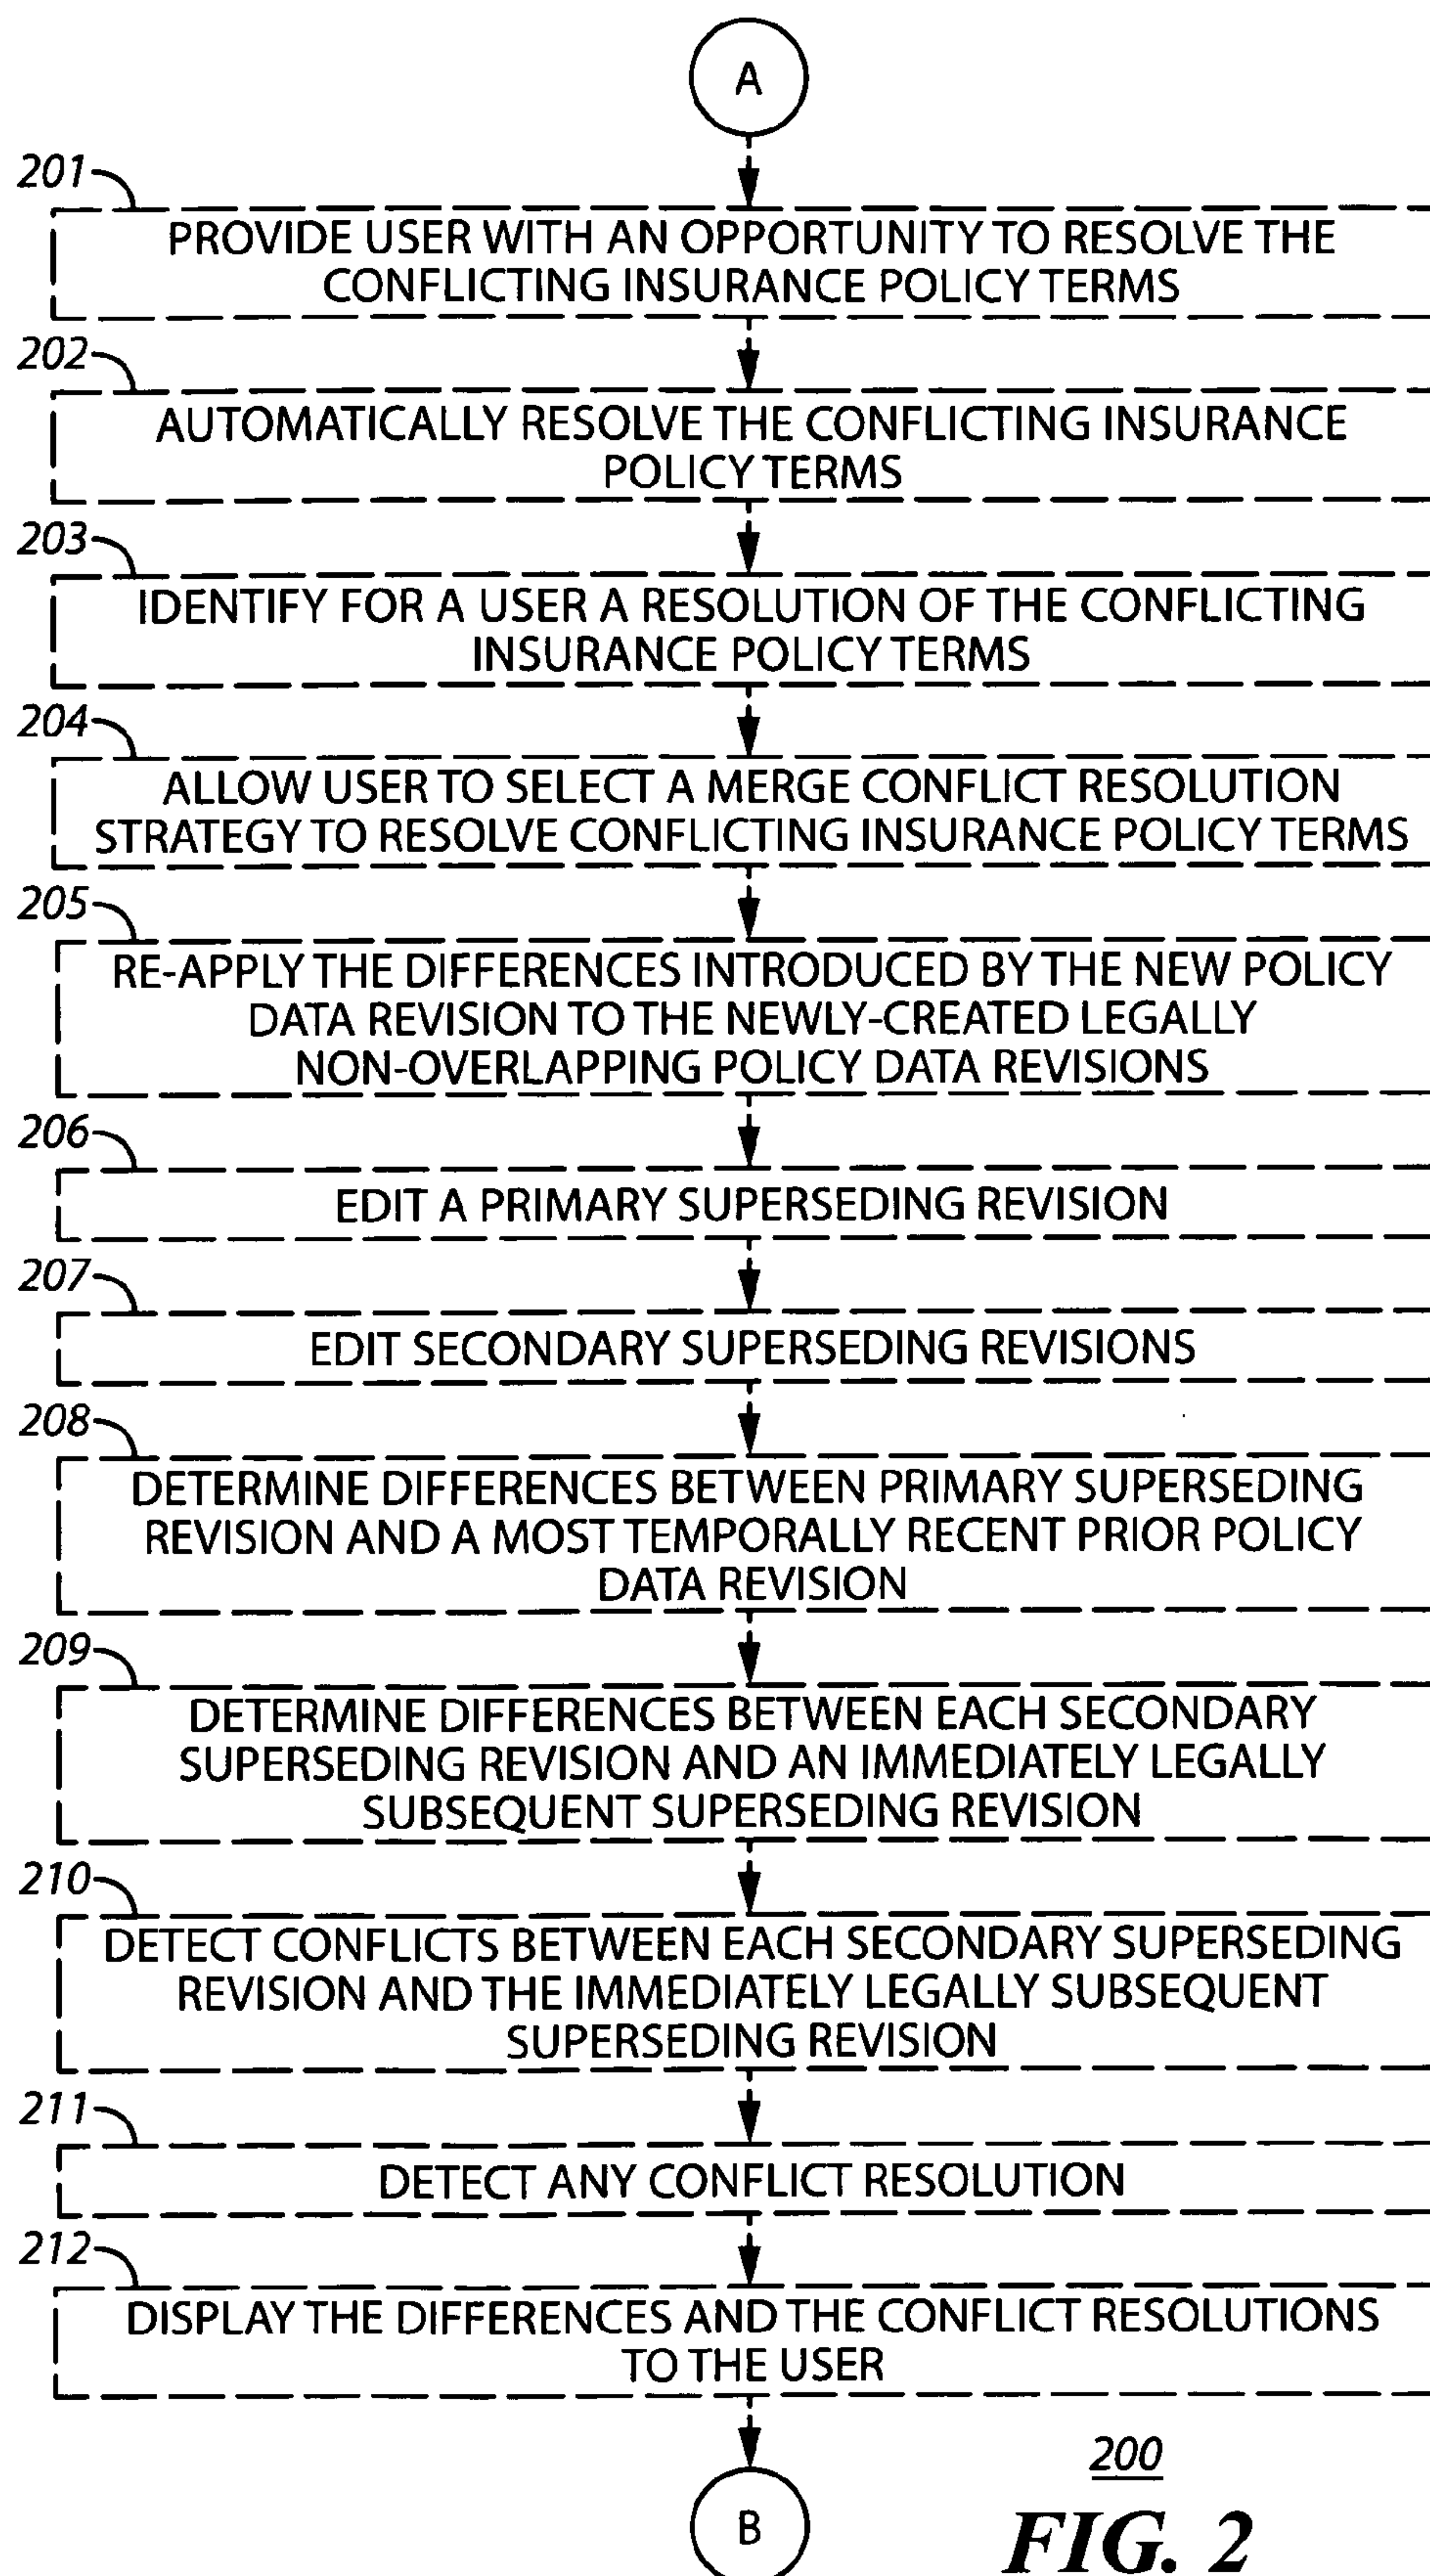 A
201
PROVIDE USER WITH AN OPPORTUNITY TO RESOLVE THE
CONFLICTING INSURANCE POLICY TERMS
202
AUTOMATICALLY RESOLVE THE CONFLICTING INSURANCE
POLICY TERMS
203
IDENTIFY FOR A USER A RESOLUTION OF THE CONFLICTING
INSURANCE POLICY TERMS
204
ALLOW USER TO SELECT A MERGE CONFLICT RESOLUTION
STRATEGY TO RESOLVE CONFLICTING INSURANCE POLICY TERMS
205
RE-APPLY THE DIFFERENCES INTRODUCED BY THE NEW POLICY
DATA REVISION TO THE NEWLY-CREATED LEGALLY
NON-OVERLAPPING POLICY DATA REVISIONS
206
EDIT A PRIMARY SUPERSEDING REVISION
207
EDIT SECONDARY SUPERSEDING REVISIONS
208
DETERMINE DIFFERENCES BETWEEN PRIMARY SUPERSEDING
REVISION AND A MOST TEMPORALLY RECENT PRIOR POLICY
DATA REVISION
209
DETERMINE DIFFERENCES BETWEEN EACH SECONDARY
SUPERSEDING REVISION AND AN IMMEDIATELY LEGALLY
SUBSEQUENT SUPERSEDING REVISION
210
DETECT CONFLICTS BETWEEN EACH SECONDARY SUPERSEDING
REVISION AND THE IMMEDIATELY LEGALLY SUBSEQUENT
SUPERSEDING REVISION
211
DETECT ANY CONFLICT RESOLUTION
212
DISPLAY THE DIFFERENCES AND THE CONFLICT RESOLUTIONS
TO THE USER
B
200
FIG. 2